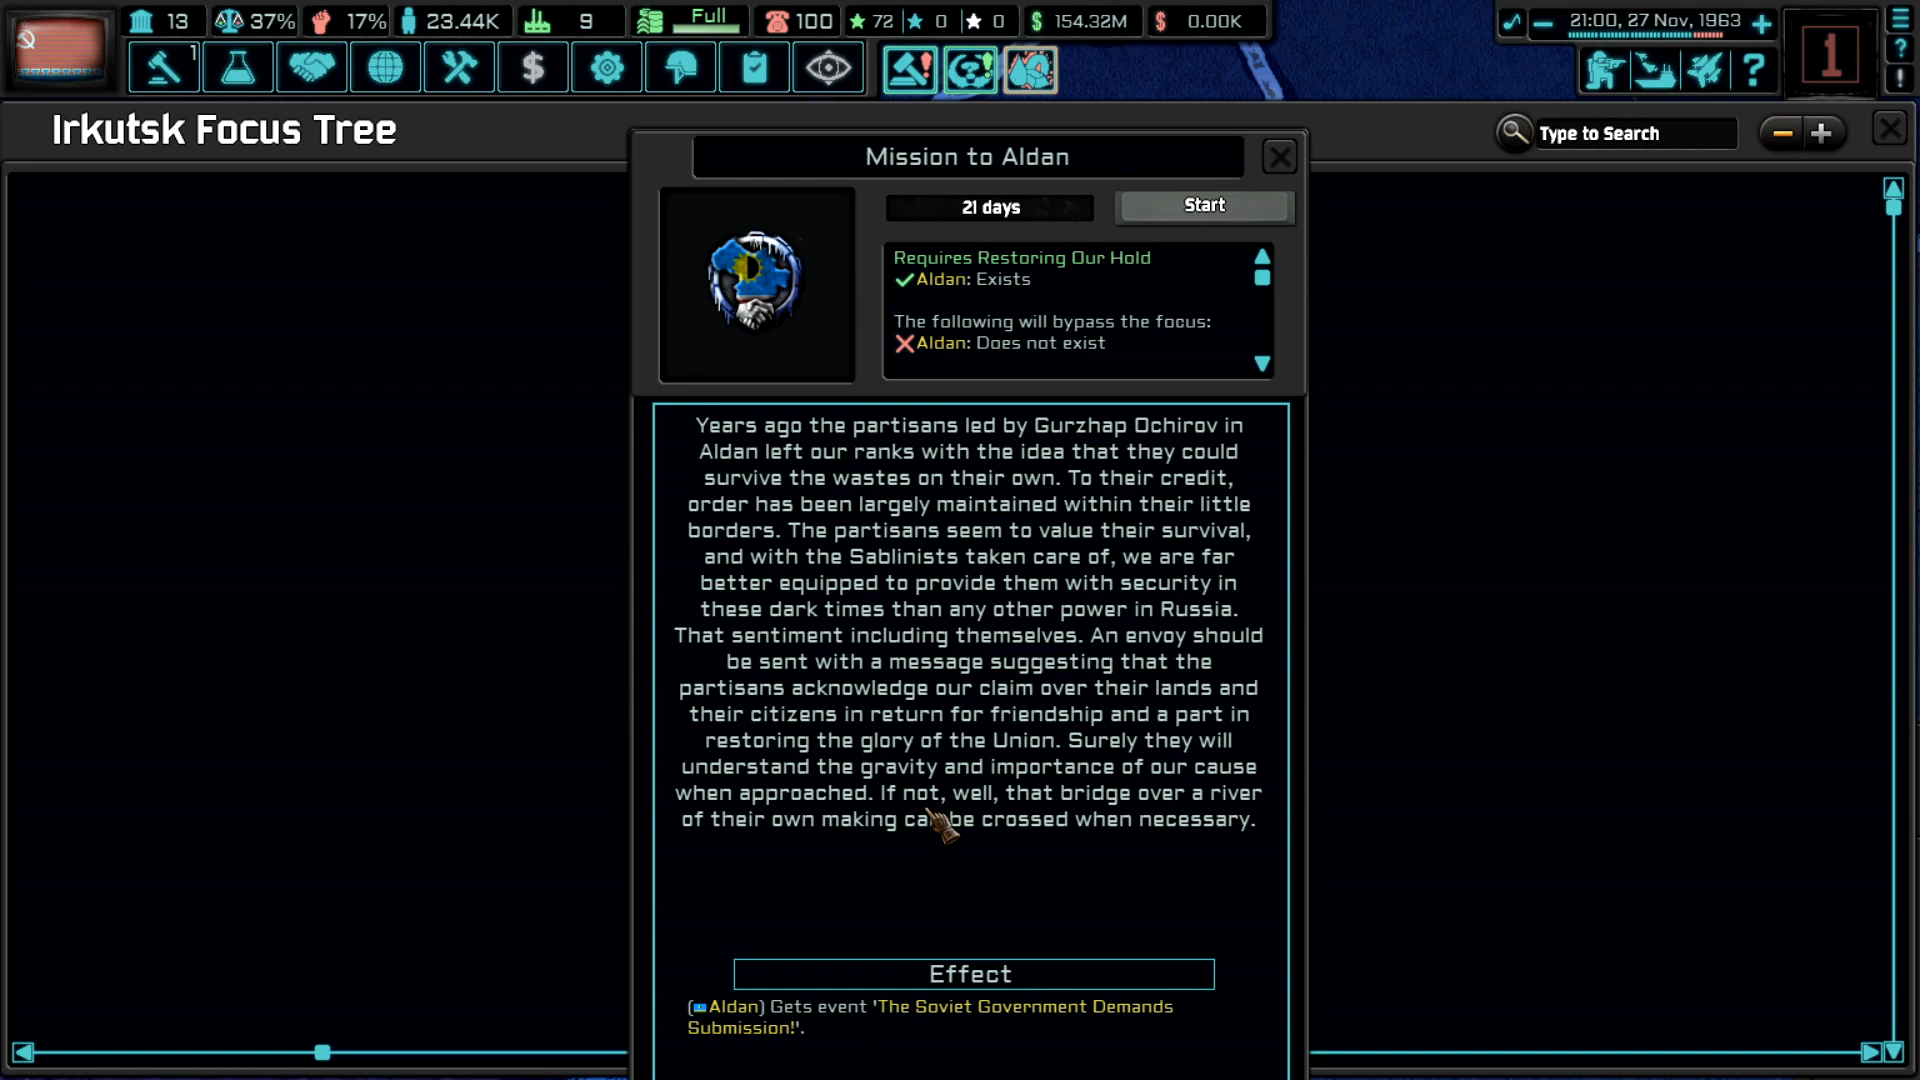 13
37%
17%
23.44K
9
Full
100
72
0
0
$ 154.32M
$ 0.00K
21:00, 27 Nov, 1963
1
$
?
1
?
!
Irkutsk Focus Tree
Type to Search
Mission to Aldan
21 days
Start
Requires Restoring Our Hold
Aldan: Exists
The following will bypass the focus:
Aldan: Does not exist
Years ago the partisans led by Gurzhap Ochirov in
Aldan left our ranks with the idea that they could
survive the wastes on their own. To their credit,
order has been largely maintained within their little
borders. The partisans seem to value their survival,
and with the Sablinists taken care of, we are far
better equipped to provide them with security in
these dark times than any other power in Russia.
That sentiment including themselves. An envoy should
be sent with a message suggesting that the
partisans acknowledge our claim over their lands and
their citizens in return for friendship and a part in
restoring the glory of the Union. Surely they will
understand the gravity and importance of our cause
when approached. If not, well, that bridge over a river
of their own making can be crossed when necessary.
Effect
(Aldan) Gets event 'The Soviet Government Demands
Submission!'.